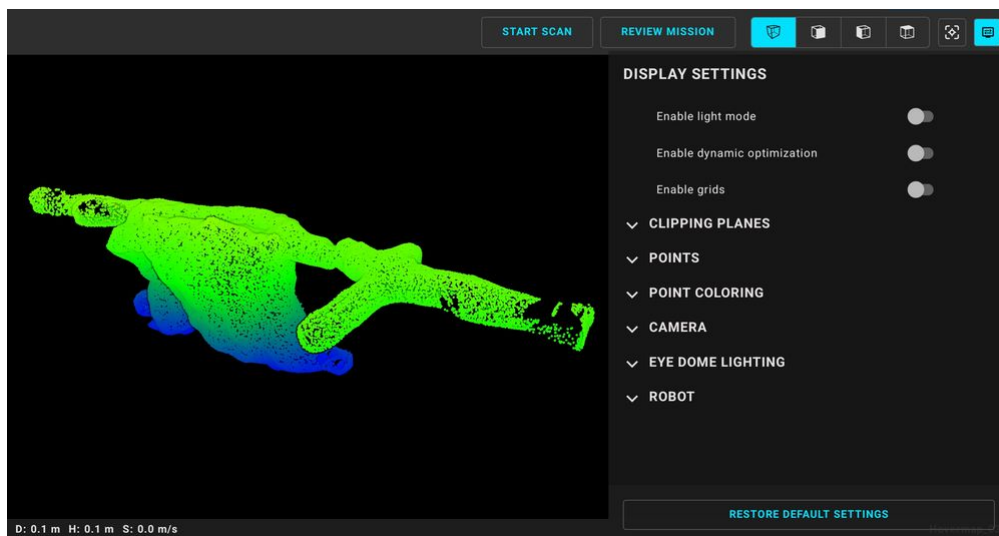 START SCAN
REVIEW MISSION
DISPLAY SETTINGS
Enable light mode
Enable dynamic optimization
Enable grids
CLIPPING PLANES
POINTS
POINT COLORING
CAMERA
EYE DOME LIGHTING
ROBOT
RESTORE DEFAULT SETTINGS
D: 0.1 m H: 0.1 m S: 0.0 m/s